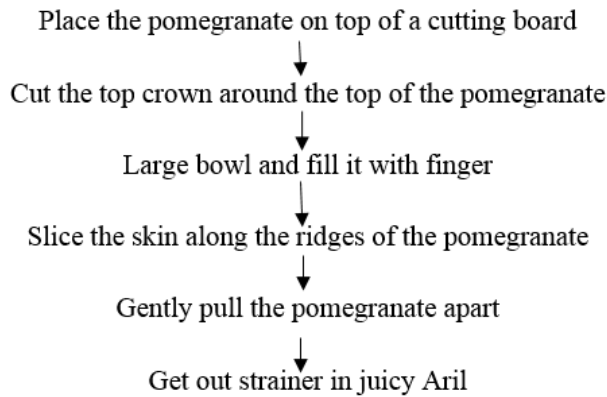 Place the pomegranate on top of a cutting board
Cut the top crown around the top of the pomegranate
Large bowl and fill it with finger
Slice the skin along the ridges of the pomegranate
Gently pull the pomegranate apart
Get out strainer in juicy Aril